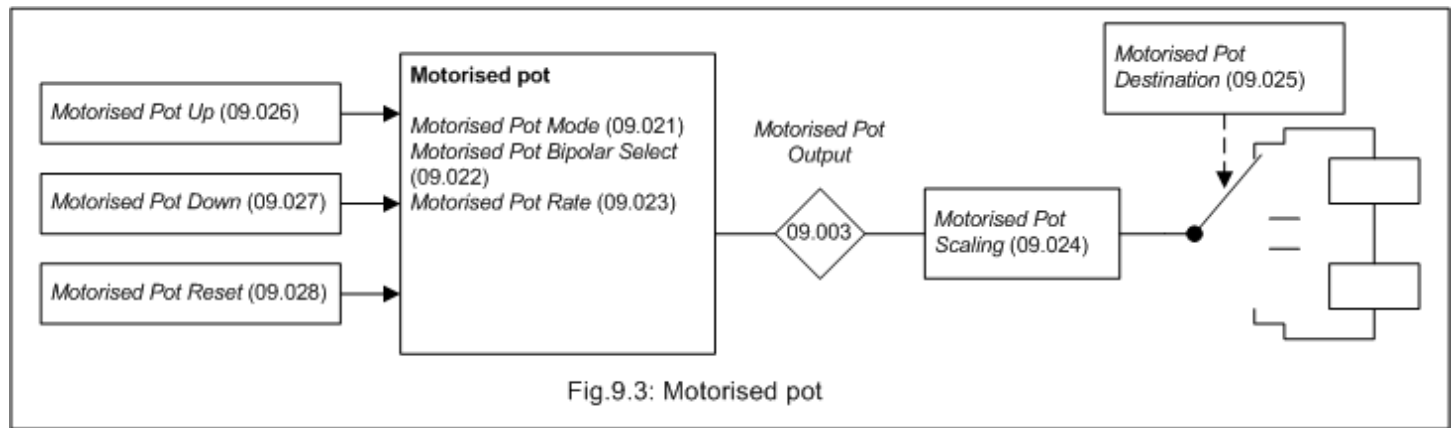 Motorised Pot Up (09.026)
Motorised Pot Down (09.027)
Motorised Pot Reset (09.028)
Motorised pot
Motorised Pot Mode (09.021)
Motorised Pot Bipolar Select
(09.022)
Motorised Pot Rate (09.023)
Motorised Pot
Output
09.003
Motorised Pot
Scaling (09.024)
Motorised Pot
Destination (09.025)
Fig.9.3: Motorised pot